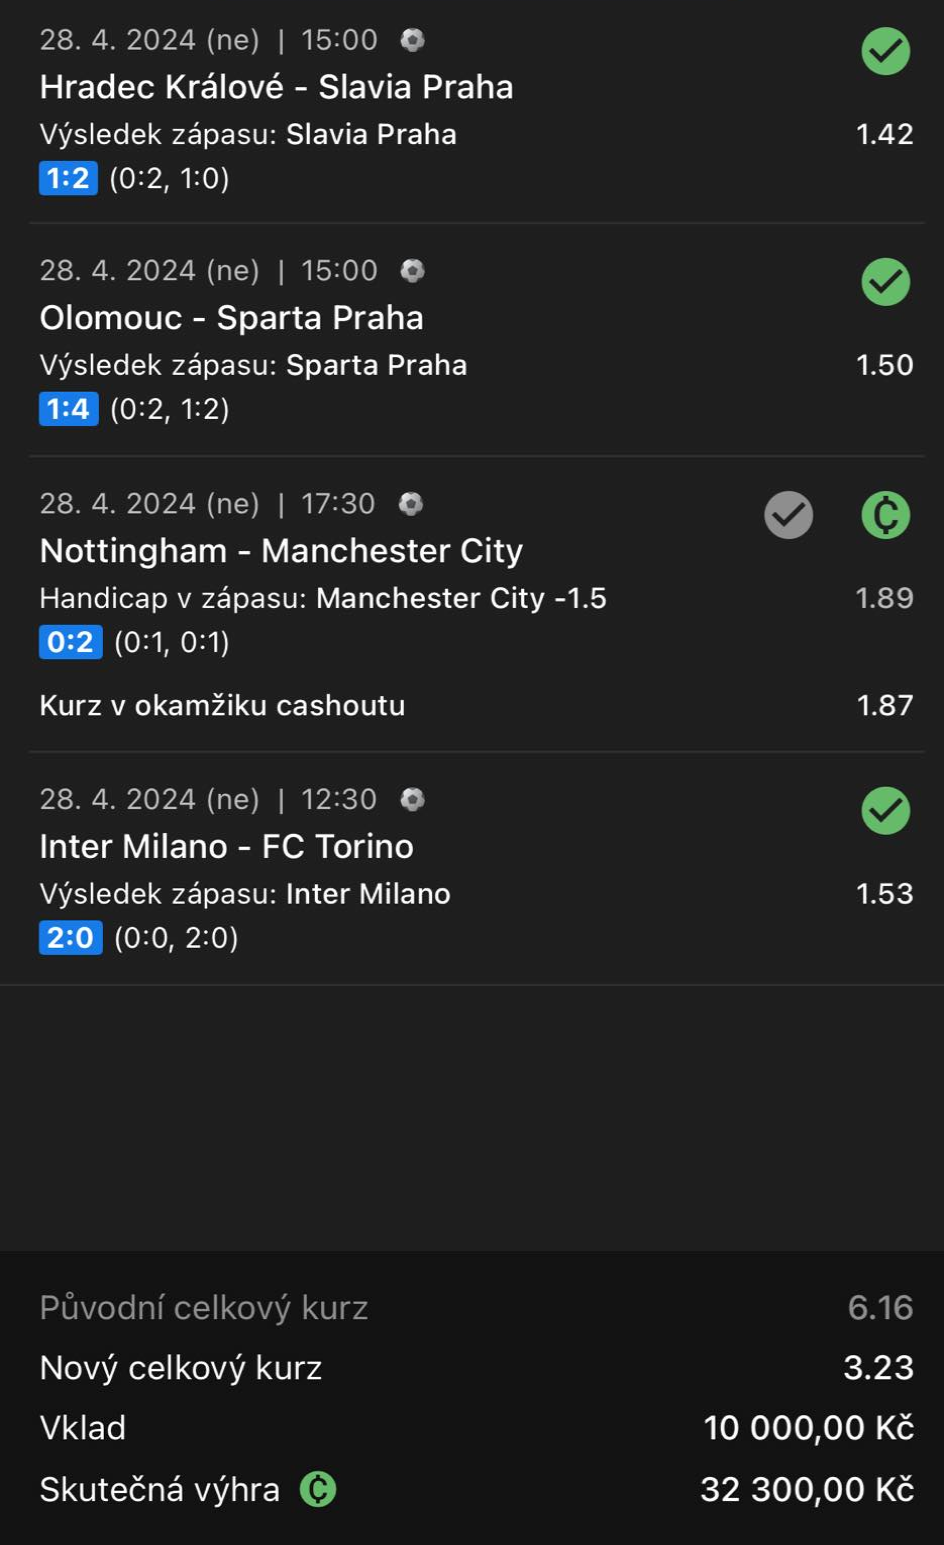 28. 4. 2024 (ne) | 15:00
Hradec Králové - Slavia Praha
Výsledek zápasu: Slavia Praha 1.42
1:2 (0:2, 1:0)
28. 4. 2024 (ne) | 15:00
Olomouc - Sparta Praha
Výsledek zápasu: Sparta Praha 1.50
1:4 (0:2, 1:2)
28. 4. 2024 (ne) | 17:30
Nottingham - Manchester City
Handicap v zápasu: Manchester City -1.5 1.89
0:2 (0:1, 0:1)
Kurz v okamžiku cashoutu 1.87
28. 4. 2024 (ne) | 12:30
Inter Milano - FC Torino
Výsledek zápasu: Inter Milano 1.53
2:0 (0:0, 2:0)
Původní celkový kurz 6.16
Nový celkový kurz 3.23
Vklad 10 000,00 Kč
Skutečná výhra 32 300,00 Kč